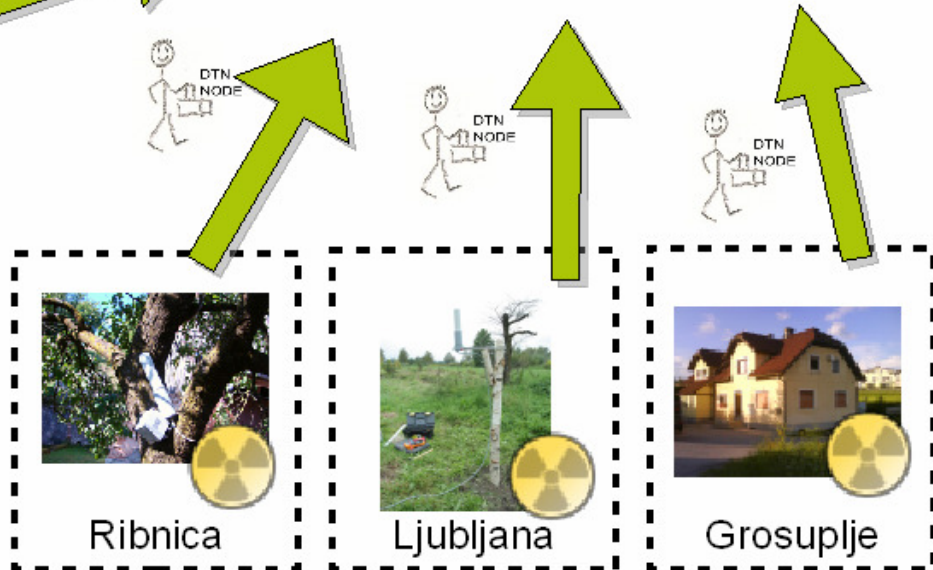 DTN
NODE
DTN
NODE
DTN
NODE
Ribnica
Ljubljana
Grosuplje